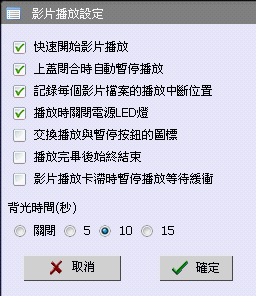 影片播放設定
快速開始影片播放
上蓋閉合時自動暫停播放
記錄每個影片檔案的播放中斷位置
播放時關閉電源LED燈
交換播放與暫停按鈕的圖標
播放完畢後始終結束
影片播放卡滯時暫停播放等待緩衝
背光時間(秒)
關閉 5 10 15
取消 確定